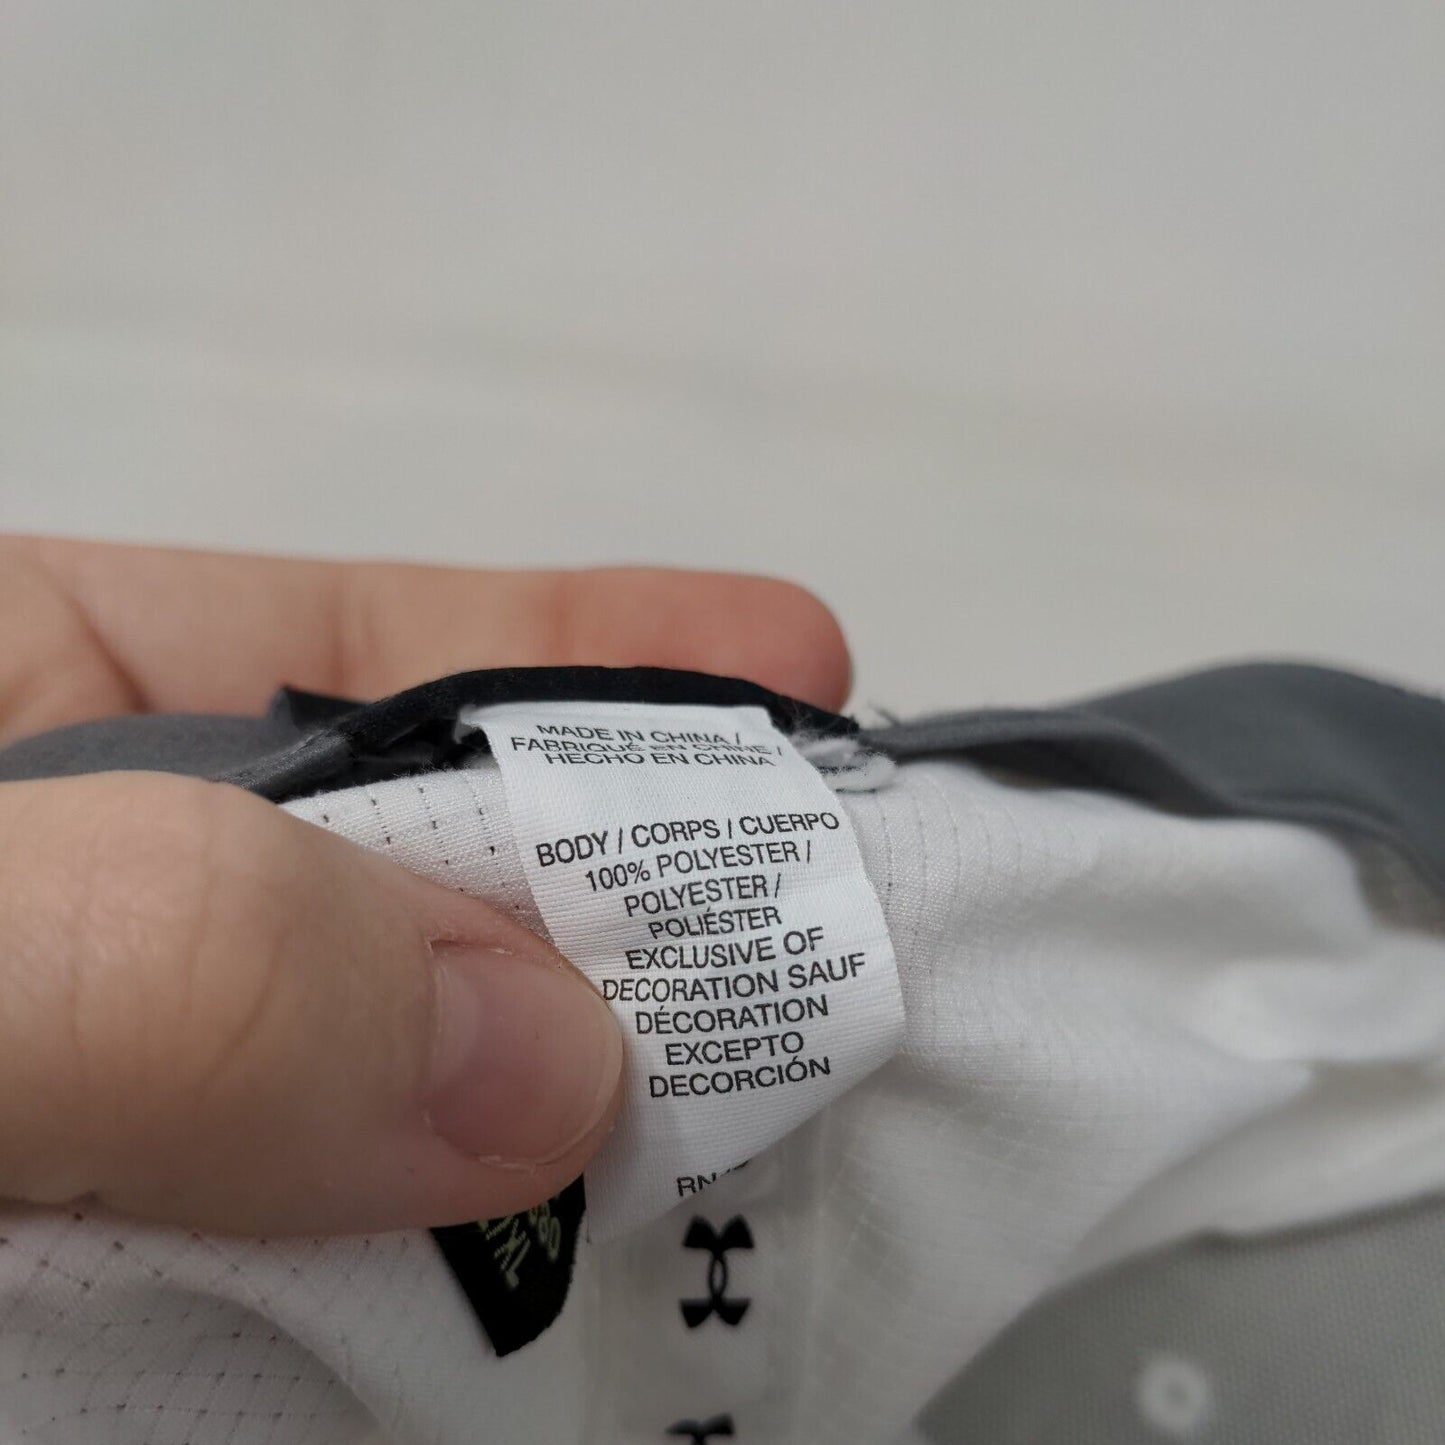 MADE IN CHINA /
FABRIQUÉ EN CHINE /
HECHO EN CHINA
BODY / CORPS / CUERPO
100% POLYESTER /
POLYESTER /
POLIÉSTER
EXCLUSIVE OF
DECORATION SAUF
DÉCORATION
EXCEPTO
DECORCIÓN
RN